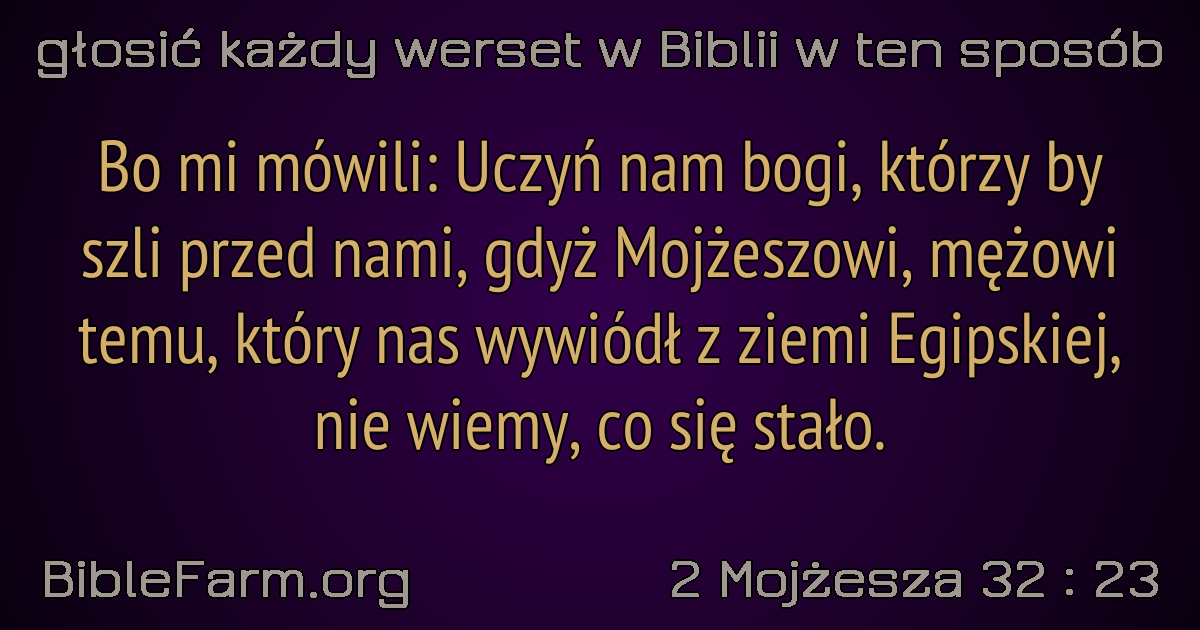 głosić każdy werset w Biblii w ten sposób
Bo mi mówili: Uczyń nam bogi, którzy by
szli przed nami, gdyż Mojżeszowi, mężowi
temu, który nas wywiódł z ziemi Egipskiej,
nie wiemy, co się stało.
BibleFarm.org
2 Mojżesza 32 : 23